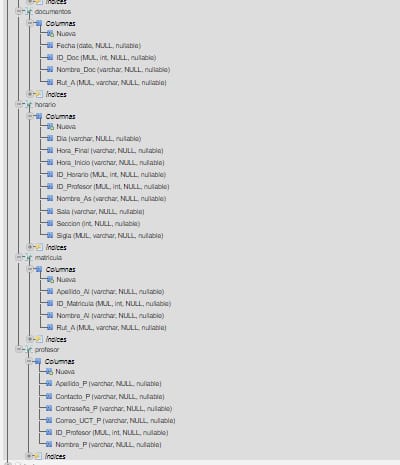 Índices
documentos
Columnas
Nueva
Fecha (date, NULL, nullable)
ID_Doc (MUL, int, NULL, nullable)
Nombre_Doc (varchar, NULL, nullable)
Rut_A (MUL, varchar, NULL, nullable)
Índices
horario
Columnas
Nueva
Dia (varchar, NULL, nullable)
Hora_Final (varchar, NULL, nullable)
Hora_Inicio (varchar, NULL, nullable)
ID_Horario (MUL, int, NULL, nullable)
ID_Profesor (MUL, int, NULL, nullable)
Nombre_As (varchar, NULL, nullable)
Sala (varchar, NULL, nullable)
Seccion (int, NULL, nullable)
Sigla (MUL, varchar, NULL, nullable)
Índices
matricula
Columnas
Nueva
Apellido_Al (varchar, NULL, nullable)
ID_Matricula (MUL, int, NULL, nullable)
Nombre_Al (varchar, NULL, nullable)
Rut_A (MUL, varchar, NULL, nullable)
Índices
profesor
Columnas
Nueva
Apellido_P (varchar, NULL, nullable)
Contacto_P (varchar, NULL, nullable)
Contraseña_P (varchar, NULL, nullable)
Correo_UCT_P (varchar, NULL, nullable)
ID_Profesor (MUL, int, NULL, nullable)
Nombre_P (varchar, NULL, nullable)
Índices